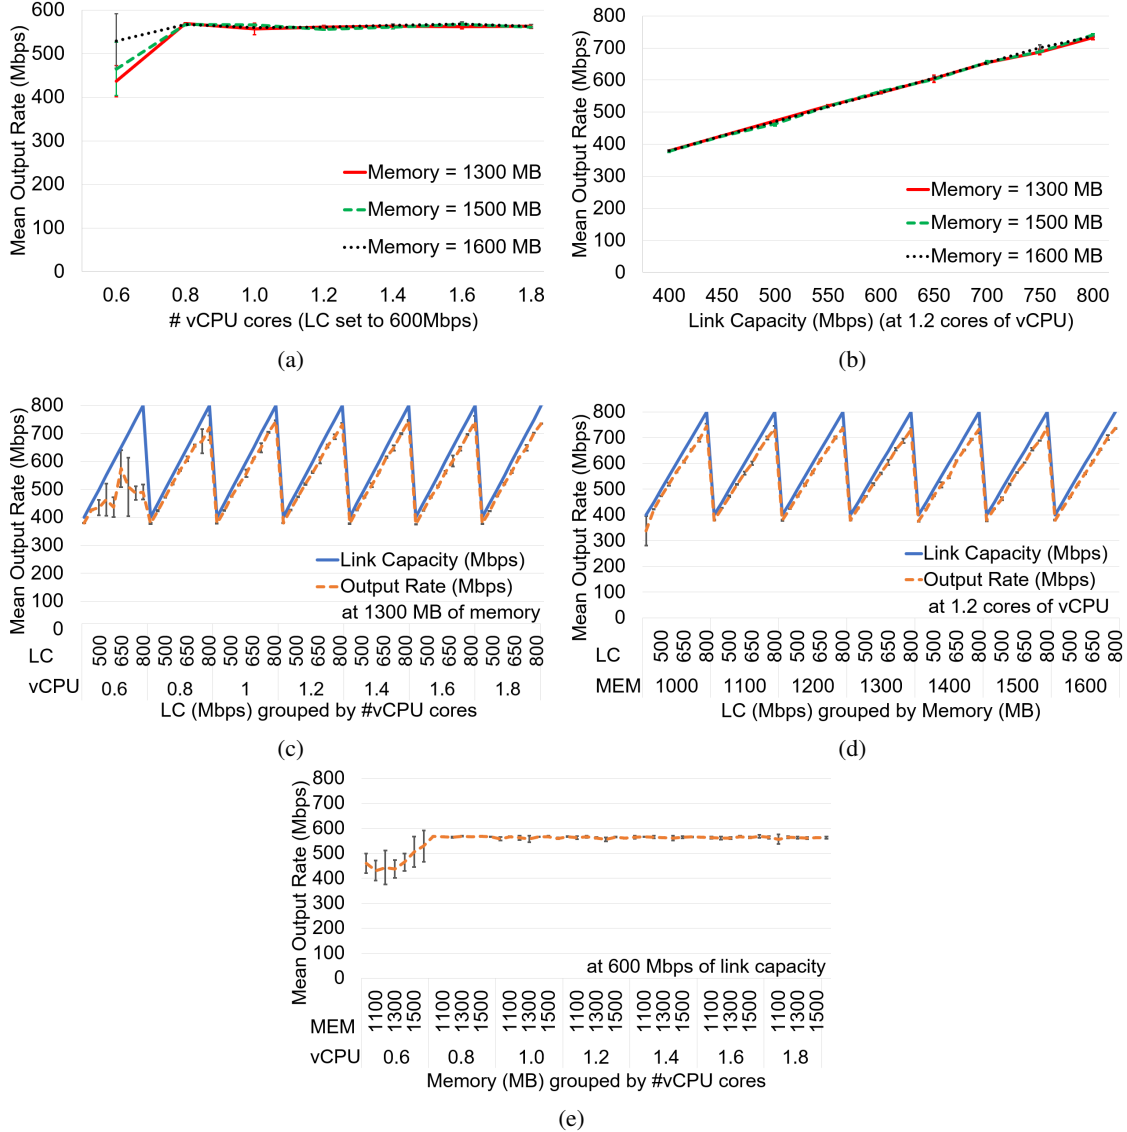 Mean Output Rate (Mbps)
600
500
400
300
200
100
0
Memory = 1300 MB
Memory = 1500 MB
Memory = 1600 MB
0.6 0.8 1.0 1.2 1.4 1.6 1.8
# vCPU cores (LC set to 600Mbps)
(a)
Mean Output Rate (Mbps)
800
700
600
500
400
300
200
100
0
Memory = 1300 MB
Memory = 1500 MB
Memory = 1600 MB
400 450 500 550 600 650 700 750 800
Link Capacity (Mbps) (at 1.2 cores of vCPU)
(b)
Mean Output Rate (Mbps)
800
700
600
500
400
300
200
100
0
Link Capacity (Mbps)
Output Rate (Mbps)
at 1300 MB of memory
LC 500 650 800 500 650 800 500 650 800 500 650 800 500 650 800 500 650 800 500 650 800
vCPU 0.6 0.8 1 1.2 1.4 1.6 1.8
LC (Mbps) grouped by #vCPU cores
(c)
Mean Output Rate (Mbps)
800
700
600
500
400
300
200
100
0
Link Capacity (Mbps)
Output Rate (Mbps)
at 1.2 cores of vCPU
LC 500 650 800 500 650 800 500 650 800 500 650 800 500 650 800 500 650 800 500 650 800
MEM 1000 1100 1200 1300 1400 1500 1600
LC (Mbps) grouped by Memory (MB)
(d)
Mean Output Rate (Mbps)
800
700
600
500
400
300
200
100
0
at 600 Mbps of link capacity
MEM 1100 1300 1500 1100 1300 1500 1100 1300 1500 1100 1300 1500 1100 1300 1500 1100 1300 1500 1100 1300 1500
vCPU 0.6 0.8 1.0 1.2 1.4 1.6 1.8
Memory (MB) grouped by #vCPU cores
(e)